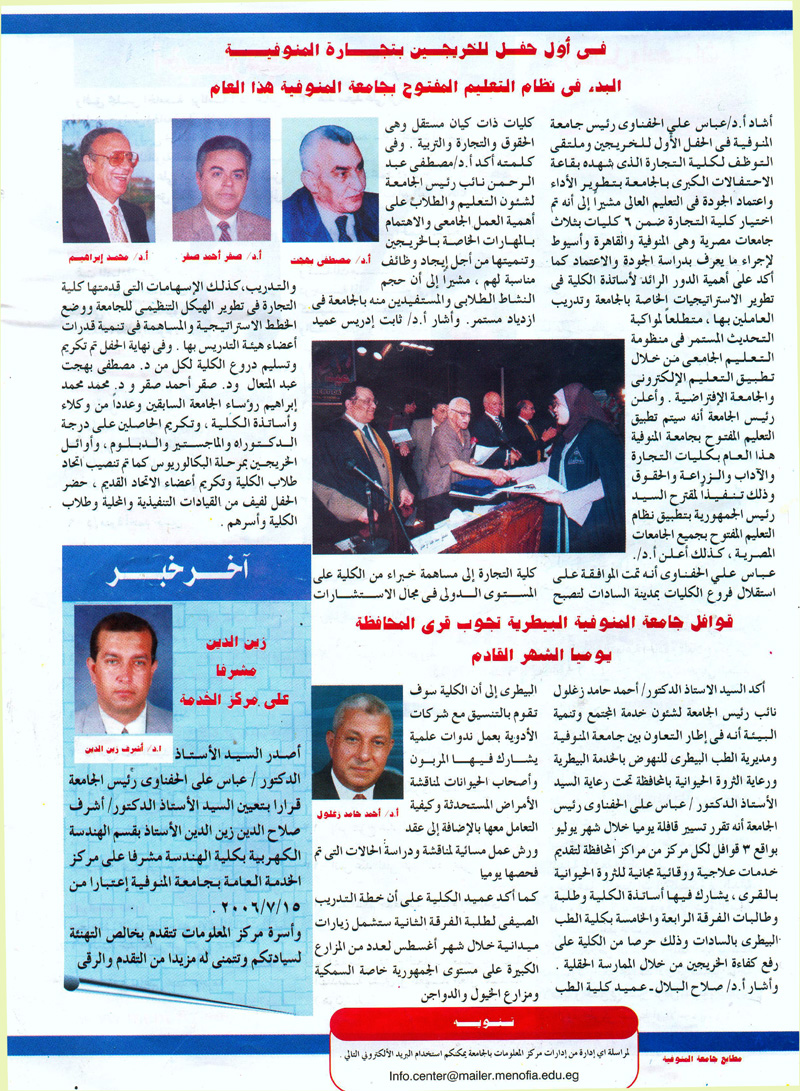 فى أول حفل للخريجين بتجارة المنوفية
البدء فى نظام التعليم المفتوح بجامعة المنوفية هذا العام
أشاد أ.د/عباس علي الحفناوى رئيس جامعة
المنوفية فى الحفل الأول للخريجين وملتقى
التوظف لكلية التجارة الذى شهده بقاعة
الاحتفالات الكبرى بالجامعة بتطوير الأداء
واعتماد الجودة فى التعليم العالى مشيراً إلى أنه تم
اختيار كلية التجارة ضمن ٦ كليات بثلاث
جامعات مصرية وهى المنوفية والقاهرة وأسيوط
لإجراء ما يعرف بدراسة الجودة والاعتماد كما
أكد على أهمية الدور الرائد لأساتذة الكلية فى
تطوير الاستراتيجيات الخاصة بالجامعة وتدريب
العاملين بها ، متطلعاً لمواكبة
التحديث المستمر فى منظومة
التعليم الجامعى من خلال
تطبيق التعليم الإلكترونى
والجامعة الإفتراضية . وأعلن
رئيس الجامعة أنه سيتم تطبيق
التعليم المفتوح بجامعة المنوفية
هذا العام بكليات التجارة
والآداب والزراعة والحقوق
وذلك تنفيذاً لمقترح السيد
رئيس الجمهورية بتطبيق نظام
التعليم المفتوح بجميع الجامعات
المصرية ، كذلك أعلن أ.د/.
عباس علي الحفناوى أنه تمت الموافقة على
استقلال فروع الكليات بمدينة السادات لتصبح
كليات ذات كيان مستقل وهى
الحقوق والتجارة والتربية . وفى
كلمته أكد أ.د/مصطفى عبد
الرحمن نائب رئيس الجامعة
لشئون التعليم والطلاب على
أهمية العمل الجامعى والاهتمام
بالمهارات الخاصة بالخريجين
وتنميتها من أجل إيجاد وظائف
مناسبة لهم ، مشيراً إلى أن حجم
النشاط الطلابى والمستفيدين منه بالجامعة فى
ازدياد مستمر. وأشار أ.د/ ثابت إدريس عميد
كلية التجارة إلى مساهمة خبراء من الكلية على
المستوى الدولى فى مجال الاستشارات
أ.د/ مصطفى بهجت
أ.د/ صقر أحمد صقر
أ.د/ محمد إبراهيم
والتدريب،كذلك الإسهامات التى قدمتها كلية
التجارة فى تطوير الهيكل التنظيمى للجامعة ووضع
الخطط الاستراتيجية والمساهمة فى تنمية قدرات
أعضاء هيئة التدريس بها . وفى نهاية الحفل تم تكريم
وتسليم دروع الكلية لكل من د. مصطفى بهجت
عبد المتعال ود. صقر أحمد صقر و د. محمد محمد
إبراهيم رؤساء الجامعة السابقين وعدداً من وكلاء
وأساتذة الكلية ، وتكريم الحاصلين على درجة
الدكتوراه والماجستير والدبلوم ، وأوائل
الخريجين بمرحلة البكالوريوس كما تم تنصيب اتحاد
طلاب الكلية وتكريم أعضاء الاتحاد القديم ، حضر
الحفل لفيف من القيادات التنفيذية والمحلية وطلاب
الكلية وأسرهم .
آخر خبر
زين الدين
مشرفا
على مركز الخدمة
ا.د/ أشرف زين الدين
أصدر السيد الأستاذ
الدكتور / عباس على الحفناوى رئيس الجامعة
قرارا بتعيين السيد الأستاذ الدكتور/ أشرف
صلاح الدين زين الدين الأستاذ بقسم الهندسة
الكهربية بكلية الهندسة مشرفا على مركز
الخدمة العامة بجامعة المنوفية إعتبارا من
٢٠٠٦/٧/١٥ .
وأسرة مركز المعلومات تتقدم بخالص التهنئة
لسيادتكم وتتمنى له مزيدا من التقدم والرقى
قوافل جامعة المنوفية البيطرية تجوب قرى المحافظة
يومياً الشهر القادم
أكد السيد الاستاذ الدكتور/ أحمد حامد زغلول
نائب رئيس الجامعة لشئون خدمة المجتمع وتنمية
البيئة أنه فى إطار التعاون بين جامعة المنوفية
ومديرية الطب البيطرى للنهوض بالخدمة البيطرية
ورعاية الثروة الحيوانية بالمحافظة تحت رعاية السيد
الأستاذ الدكتور / عباس على الحفناوى رئيس
الجامعة أنه تقرر تسيير قافلة يوميا خلال شهر يوليو
بواقع ٣ قوافل لكل مركز من مراكز المحافظة لتقديم
خدمات علاجية ووقائية مجانية للثروة الحيوانية
بالقرى ، يشارك فيها أساتذة الكلية وطلبة
وطالبات الفرقة الرابعة والخامسة بكلية الطب
البيطرى بالسادات وذلك حرصا من الكلية على
رفع كفاءة الخريجين من خلال الممارسة الحقلية .
وأشار أ.د/ صلاح البلال ـ عميد كلية الطب
البيطرى إلى أن الكلية سوف
تقوم بالتنسيق مع شركات
الأدوية بعمل ندوات علمية
يشارك فيها المربون
وأصحاب الحيوانات لمناقشة
الأمراض المستحدثة وكيفية
التعامل معها بالإضافة إلى عقد
ورش عمل مسائية لمناقشة ودراسة الحالات التى تم
فحصها يوميا
كما أكد عميد الكلية على أن خطة التدريب
الصيفى لطلبة الفرقة الثانية ستشمل زيارات
ميدانية خلال شهر أغسطس لعدد من المزارع
الكبيرة على مستوى الجمهورية خاصة السمكية
ومزارع الخيول والدواجن
أ.د/ أحمد حامد زغلول
تنويه
لمراسلة اي إدارة من إدارات مركز المعلومات بالجامعة يمكنكم استخدام البريد الألكتروني التالي .
Info.center@mailer.menofia.edu.eg
مطابع جامعة المنوفية